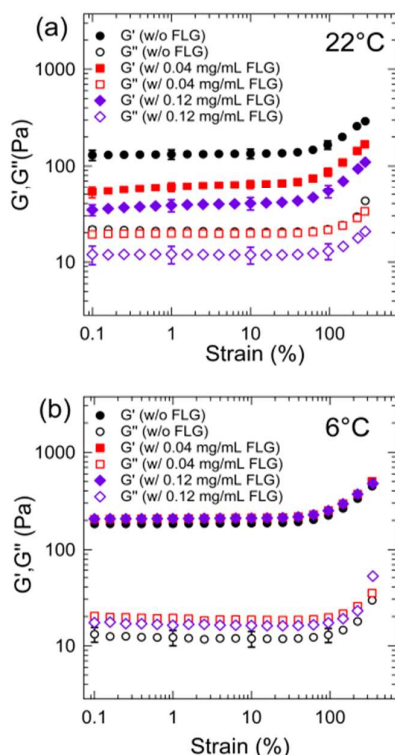 (a)
22°C
G' (w/o FLG)
G'' (w/o FLG)
G' (w/ 0.04 mg/mL FLG)
G'' (w/ 0.04 mg/mL FLG)
G' (w/ 0.12 mg/mL FLG)
G'' (w/ 0.12 mg/mL FLG)
G',G''(Pa)
1000
100
10
0.1 1 10 100
Strain (%)
(b)
6°C
G' (w/o FLG)
G'' (w/o FLG)
G' (w/ 0.04 mg/mL FLG)
G'' (w/ 0.04 mg/mL FLG)
G' (w/ 0.12 mg/mL FLG)
G'' (w/ 0.12 mg/mL FLG)
G',G'' (Pa)
1000
100
10
0.1 1 10 100
Strain (%)